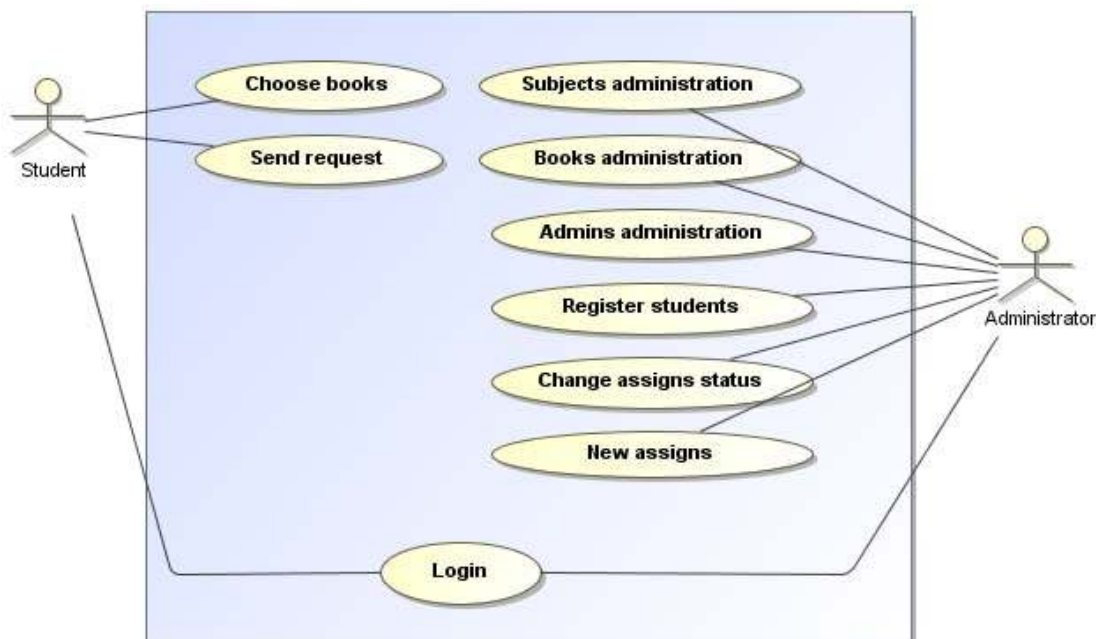 Choose books
Subjects administration
Send request
Books administration
Student
Admins administration
Register students
Administrator
Change assigns status
New assigns
Login